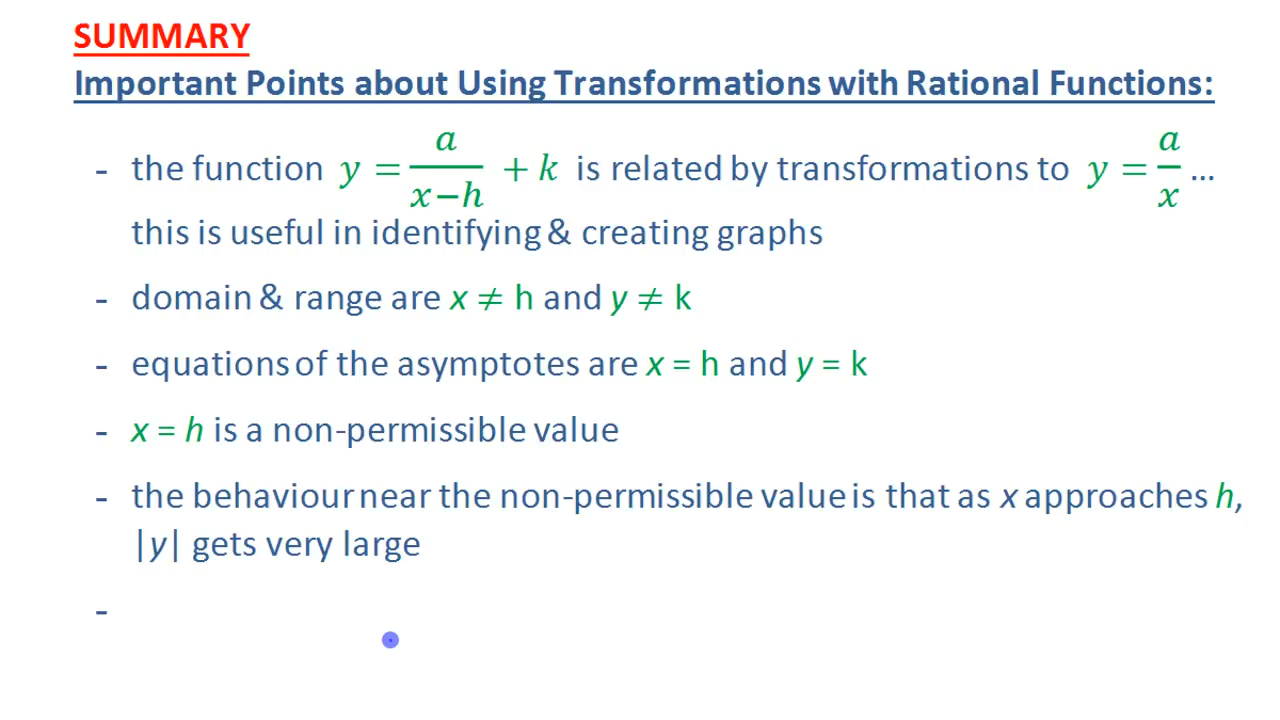 SUMMARY
Important Points about Using Transformations with Rational Functions:
- the function y = a/(x−h) + k is related by transformations to y = a/x ...
this is useful in identifying & creating graphs
- domain & range are x ≠ h and y ≠ k
- equations of the asymptotes are x = h and y = k
- x = h is a non-permissible value
- the behaviour near the non-permissible value is that as x approaches h,
|y| gets very large
-